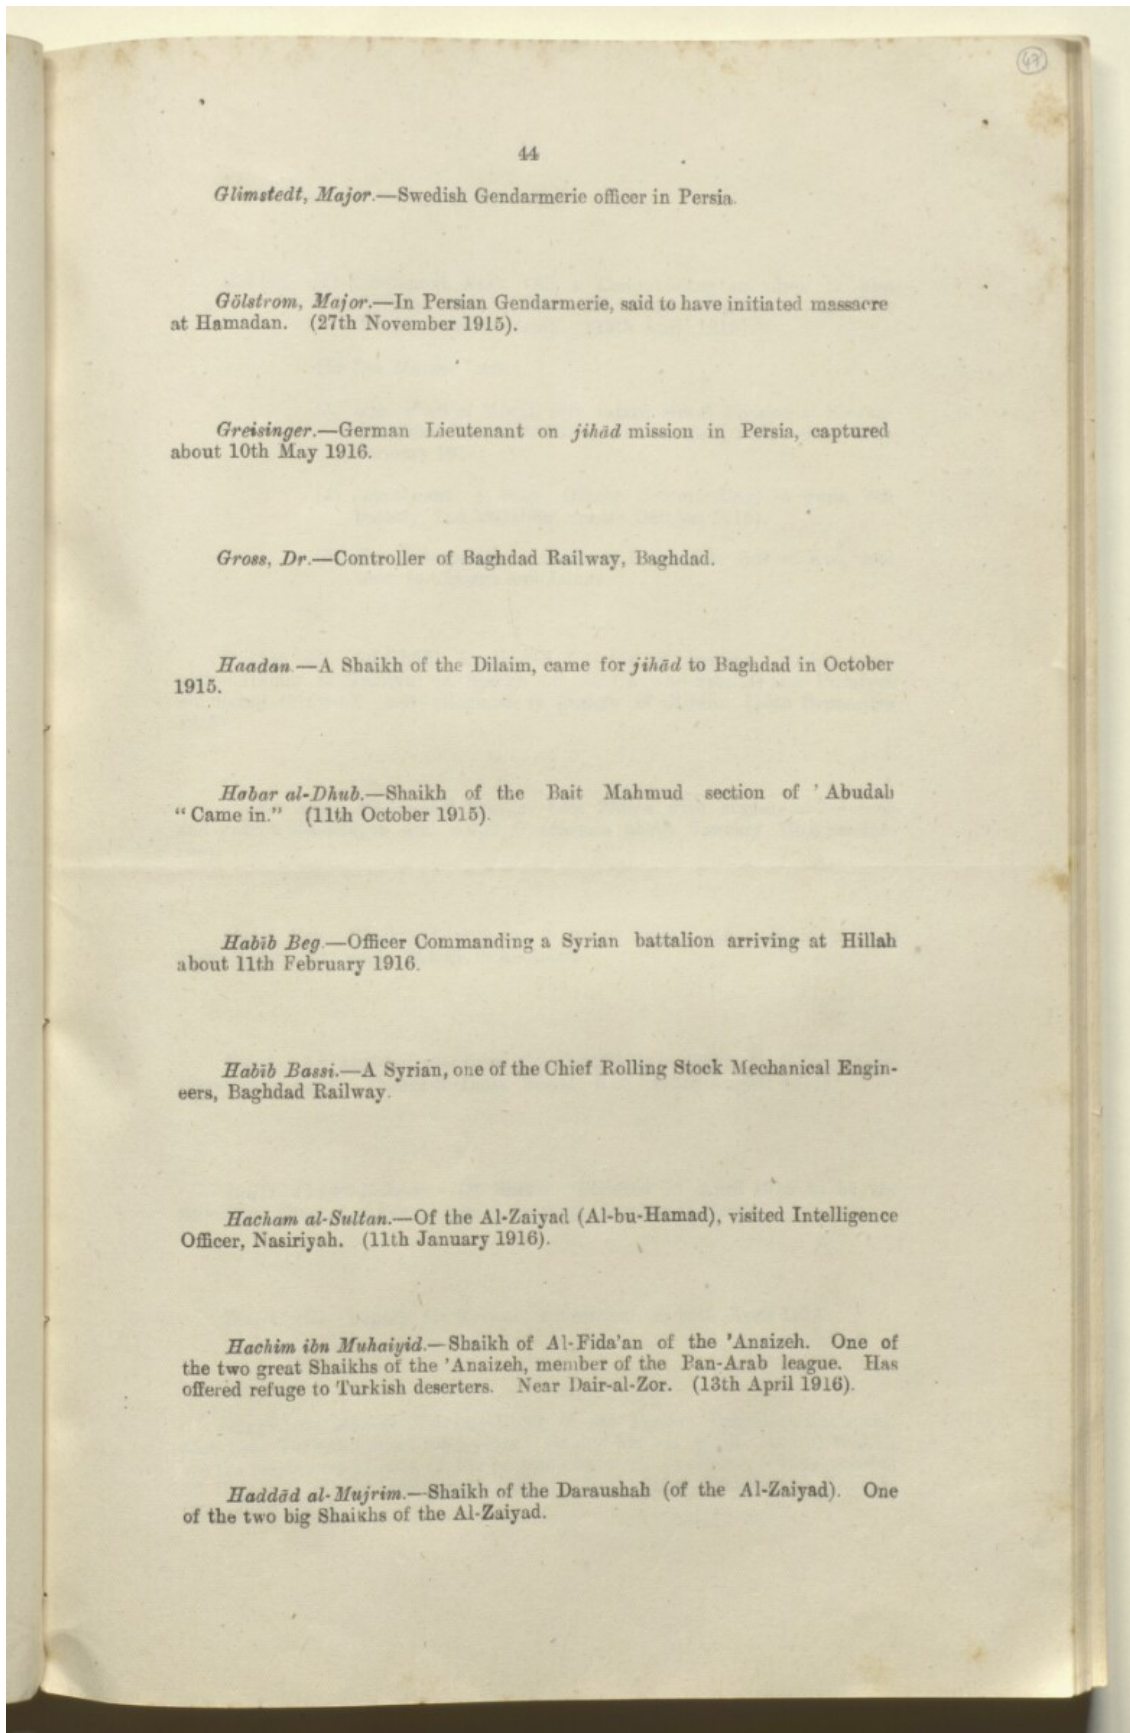 47
44
Glimstedt, Major.—Swedish Gendarmerie officer in Persia.
Gölstrom, Major.—In Persian Gendarmerie, said to have initiated massacre
at Hamadan. (27th November 1915).
Greisinger.—German Lieutenant on jihād mission in Persia, captured
about 10th May 1916.
Gross, Dr.—Controller of Baghdad Railway, Baghdad.
Haadan.—A Shaikh of the Dilaim, came for jihād to Baghdad in October
1915.
Habar al-Dhub.—Shaikh of the Bait Mahmud section of 'Abudah
"Came in." (11th October 1915).
Habīb Beg.—Officer Commanding a Syrian battalion arriving at Hillah
about 11th February 1916.
Habīb Bassi.—A Syrian, one of the Chief Rolling Stock Mechanical Engin-
eers, Baghdad Railway.
Hacham al-Sultan.—Of the Al-Zaiyad (Al-bu-Hamad), visited Intelligence
Officer, Nasiriyah. (11th January 1916).
Hachim ibn Muhaiyid.—Shaikh of Al-Fida'an of the 'Anaizeh. One of
the two great Shaikhs of the 'Anaizeh, member of the Pan-Arab league. Has
offered refuge to Turkish deserters. Near Dair-al-Zor. (13th April 1916).
Haddād al-Mujrim.—Shaikh of the Daraushah (of the Al-Zaiyad). One
of the two big Shaikhs of the Al-Zaiyad.